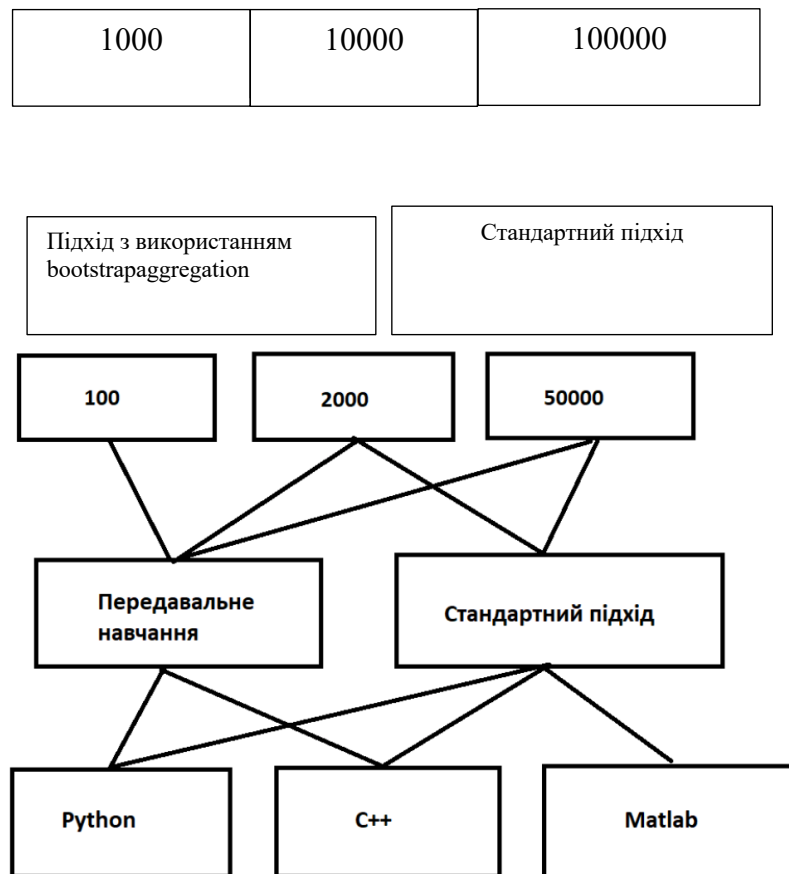 1000
10000
100000
Підхід з використанням
bootstrapaggregation
Стандартний підхід
100
2000
50000
Передавальне
навчання
Стандартний підхід
Python
C++
Matlab